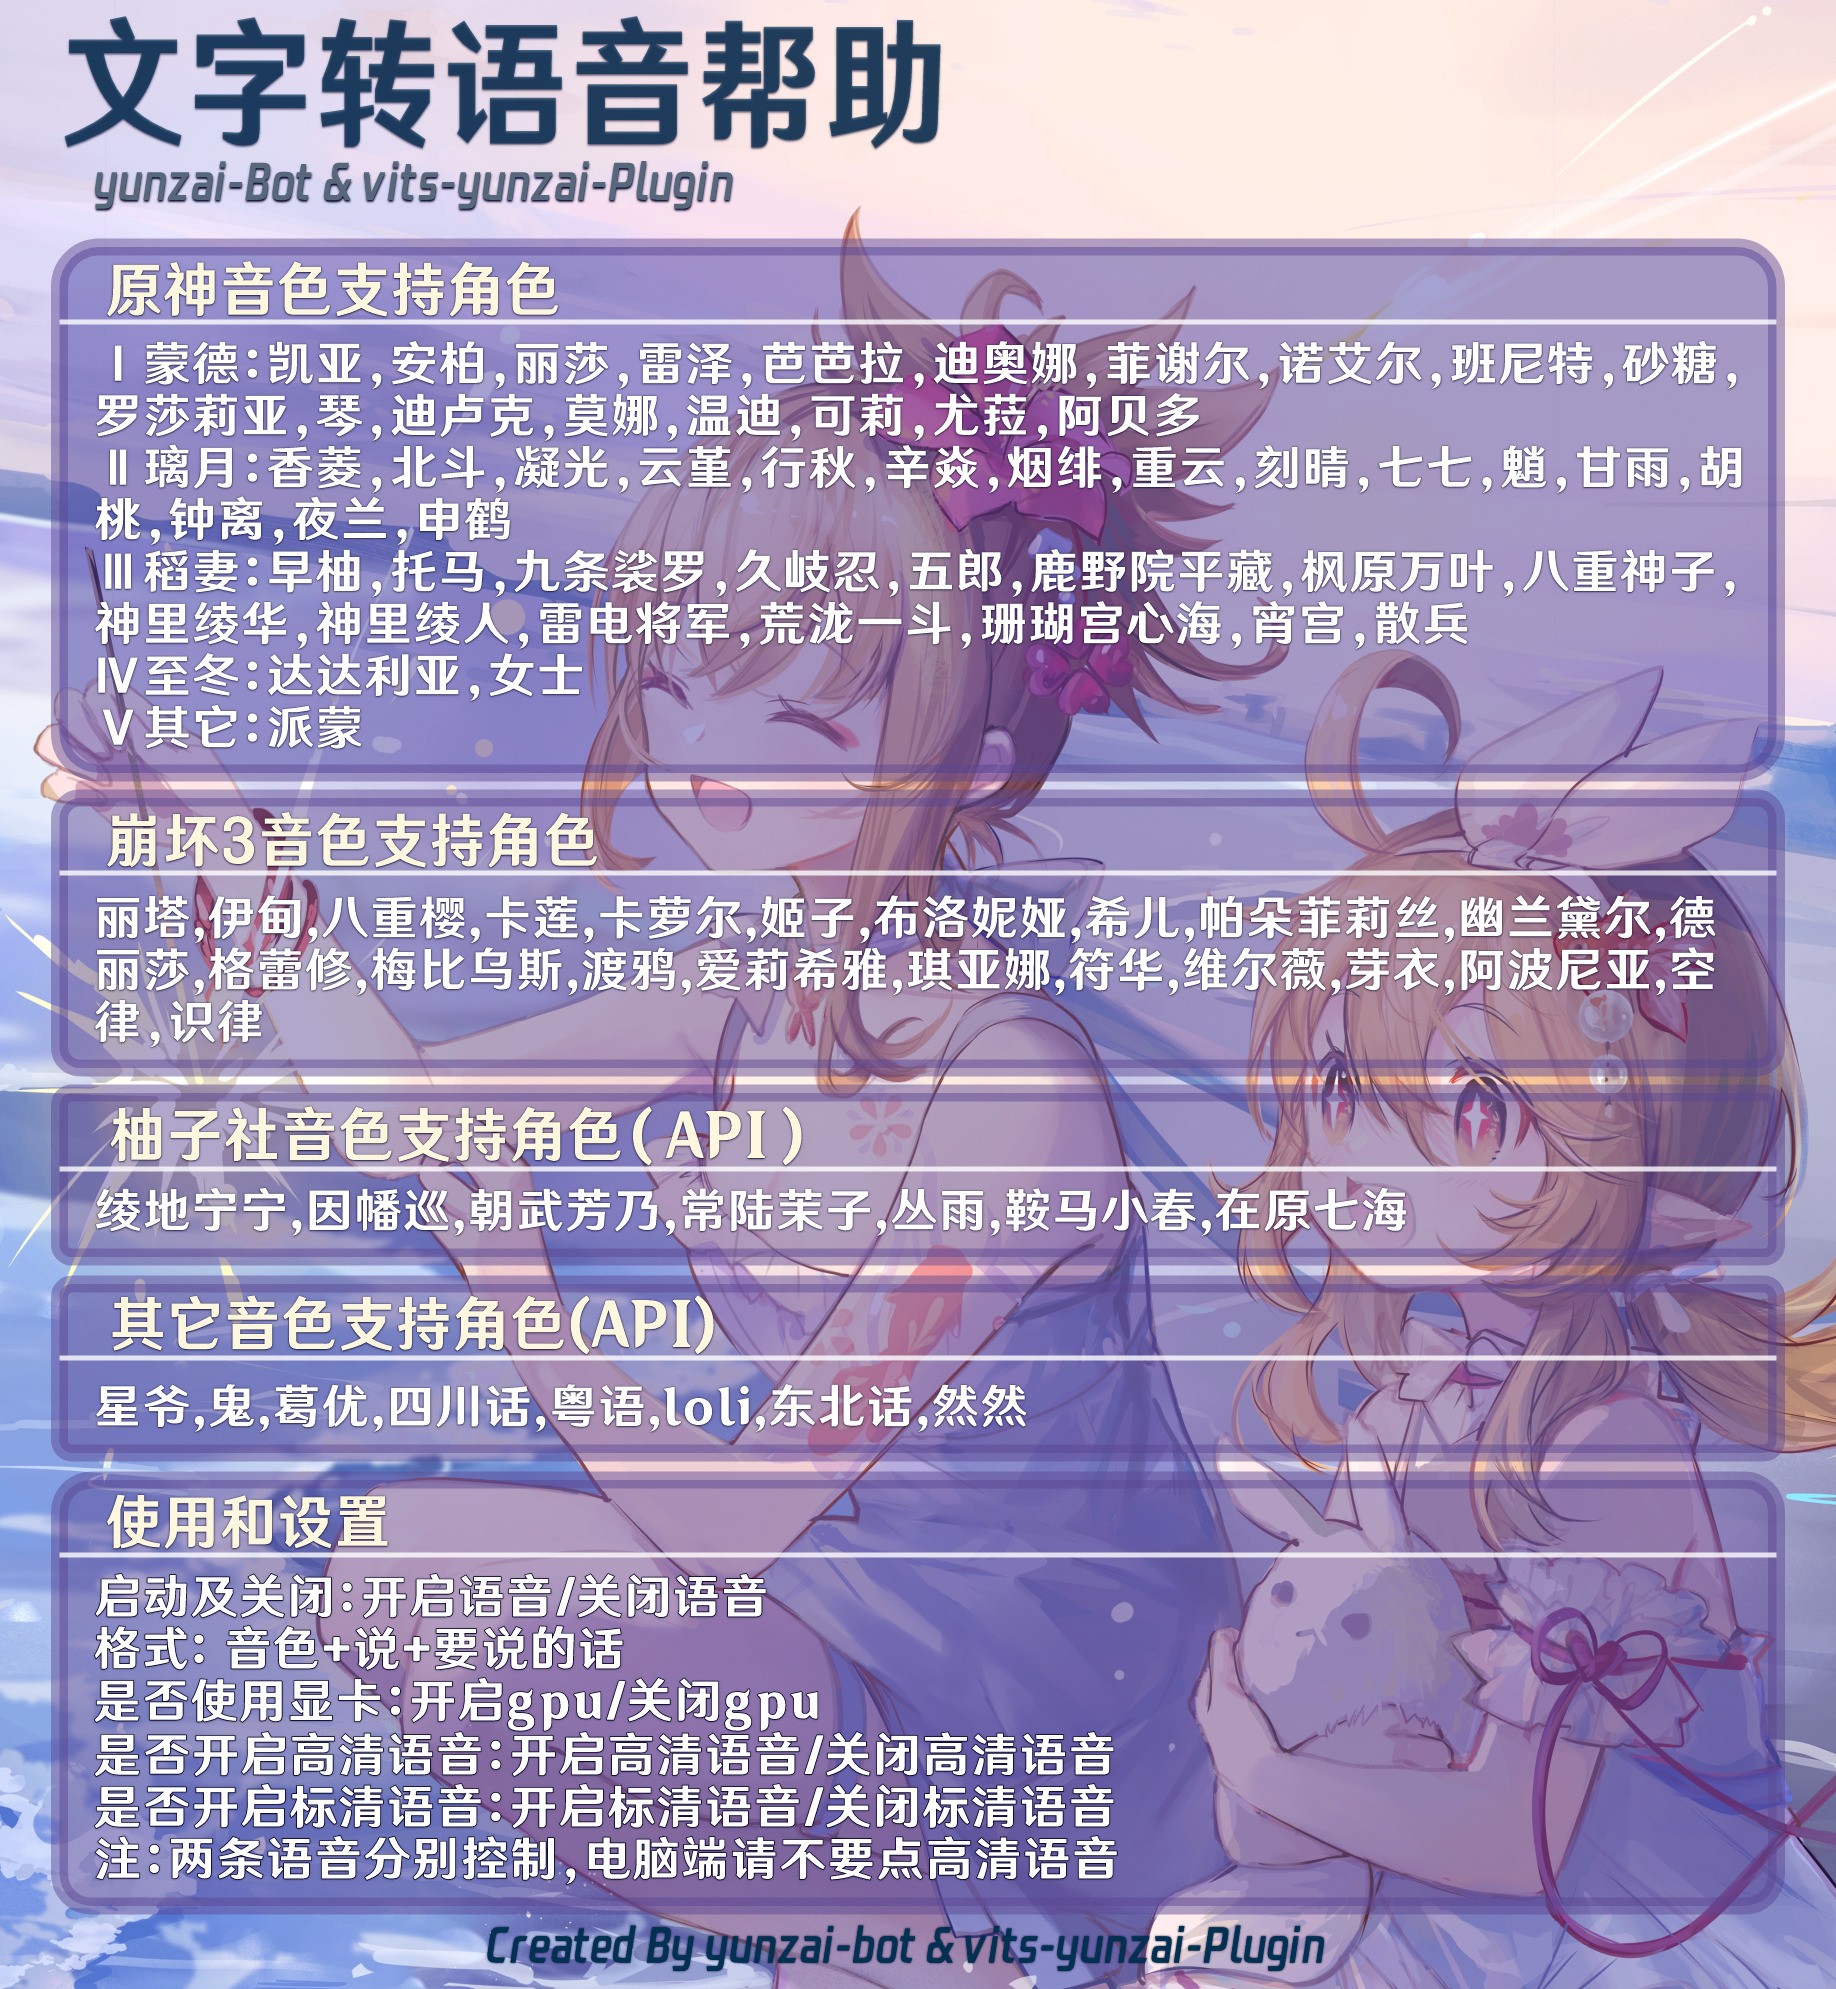 文字转语音帮助
yunzai-Bot & vits-yunzai-Plugin
原神音色支持角色
Ⅰ蒙德:凯亚,安柏,丽莎,雷泽,芭芭拉,迪奥娜,菲谢尔,诺艾尔,班尼特,砂糖,
罗莎莉亚,琴,迪卢克,莫娜,温迪,可莉,尤菈,阿贝多
Ⅱ璃月:香菱,北斗,凝光,云堇,行秋,辛焱,烟绯,重云,刻晴,七七,魈,甘雨,胡
桃,钟离,夜兰,申鹤
Ⅲ稻妻:早柚,托马,九条裟罗,久岐忍,五郎,鹿野院平藏,枫原万叶,八重神子,
神里绫华,神里绫人,雷电将军,荒泷一斗,珊瑚宫心海,宵宫,散兵
Ⅳ至冬:达达利亚,女士
Ⅴ其它:派蒙
崩坏3音色支持角色
丽塔,伊甸,八重樱,卡莲,卡萝尔,姬子,布洛妮娅,希儿,帕朵菲莉丝,幽兰黛尔,德
丽莎,格蕾修,梅比乌斯,渡鸦,爱莉希雅,琪亚娜,符华,维尔薇,芽衣,阿波尼亚,空
律,识律
柚子社音色支持角色(API)
绫地宁宁,因幡巡,朝武芳乃,常陆茉子,丛雨,鞍马小春,在原七海
其它音色支持角色(API)
星爷,鬼,葛优,四川话,粤语,loli,东北话,然然
使用和设置
启动及关闭:开启语音/关闭语音
格式: 音色+说+要说的话
是否使用显卡:开启gpu/关闭gpu
是否开启高清语音:开启高清语音/关闭高清语音
是否开启标清语音:开启标清语音/关闭标清语音
注:两条语音分别控制,电脑端请不要点高清语音
Created By yunzai-bot & vits-yunzai-Plugin